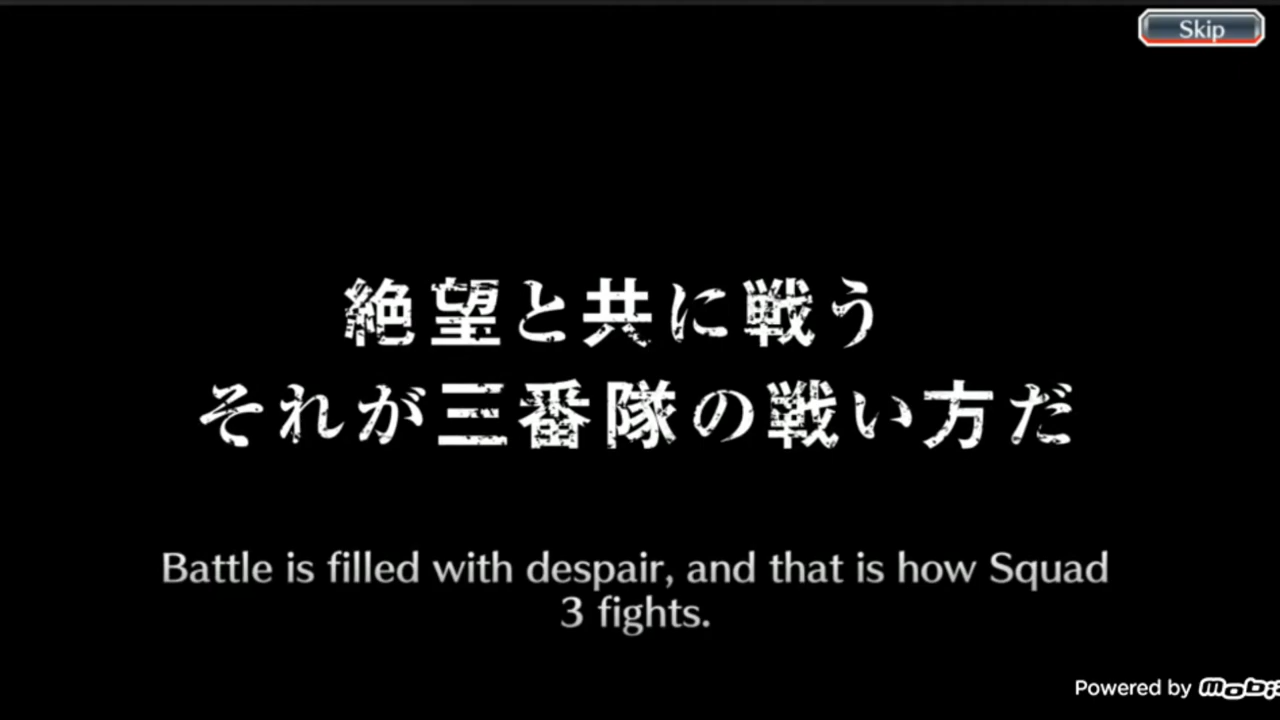 Skip
絶望と共に戦う
それが三番隊の戦い方だ
Battle is filled with despair, and that is how Squad
3 fights.
Powered by